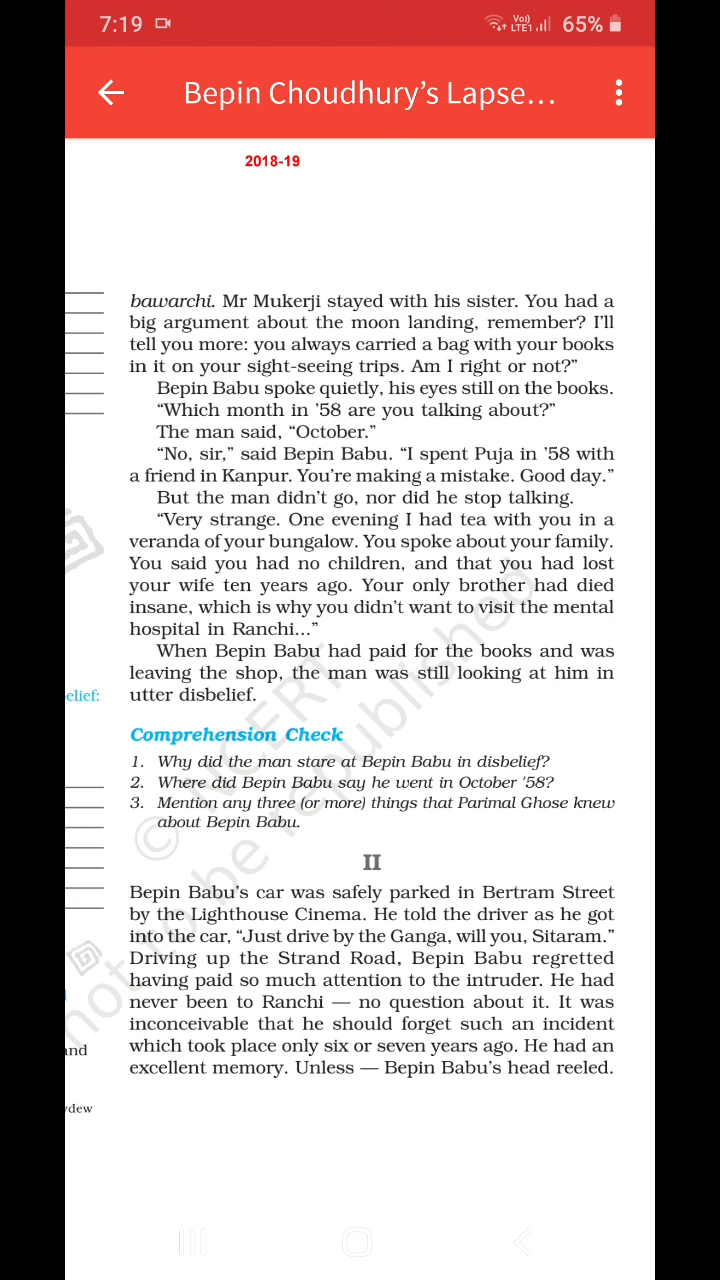 7:19
Vo)) LTE1 65%
Bepin Choudhury's Lapse...
2018-19
bawarchi. Mr Mukerji stayed with his sister. You had a
big argument about the moon landing, remember? I'll
tell you more: you always carried a bag with your books
in it on your sight-seeing trips. Am I right or not?"
Bepin Babu spoke quietly, his eyes still on the books.
"Which month in '58 are you talking about?"
The man said, "October."
"No, sir," said Bepin Babu. "I spent Puja in '58 with
a friend in Kanpur. You're making a mistake. Good day."
But the man didn't go, nor did he stop talking.
"Very strange. One evening I had tea with you in a
veranda of your bungalow. You spoke about your family.
You said you had no children, and that you had lost
your wife ten years ago. Your only brother had died
insane, which is why you didn't want to visit the mental
hospital in Ranchi..."
When Bepin Babu had paid for the books and was
leaving the shop, the man was still looking at him in
elief: utter disbelief.
Comprehension Check
1. Why did the man stare at Bepin Babu in disbelief?
2. Where did Bepin Babu say he went in October '58?
3. Mention any three (or more) things that Parimal Ghose knew
about Bepin Babu.
II
Bepin Babu's car was safely parked in Bertram Street
by the Lighthouse Cinema. He told the driver as he got
into the car, "Just drive by the Ganga, will you, Sitaram."
Driving up the Strand Road, Bepin Babu regretted
having paid so much attention to the intruder. He had
never been to Ranchi — no question about it. It was
inconceivable that he should forget such an incident
and which took place only six or seven years ago. He had an
excellent memory. Unless — Bepin Babu's head reeled.
dew
© NCERT
not to be republished